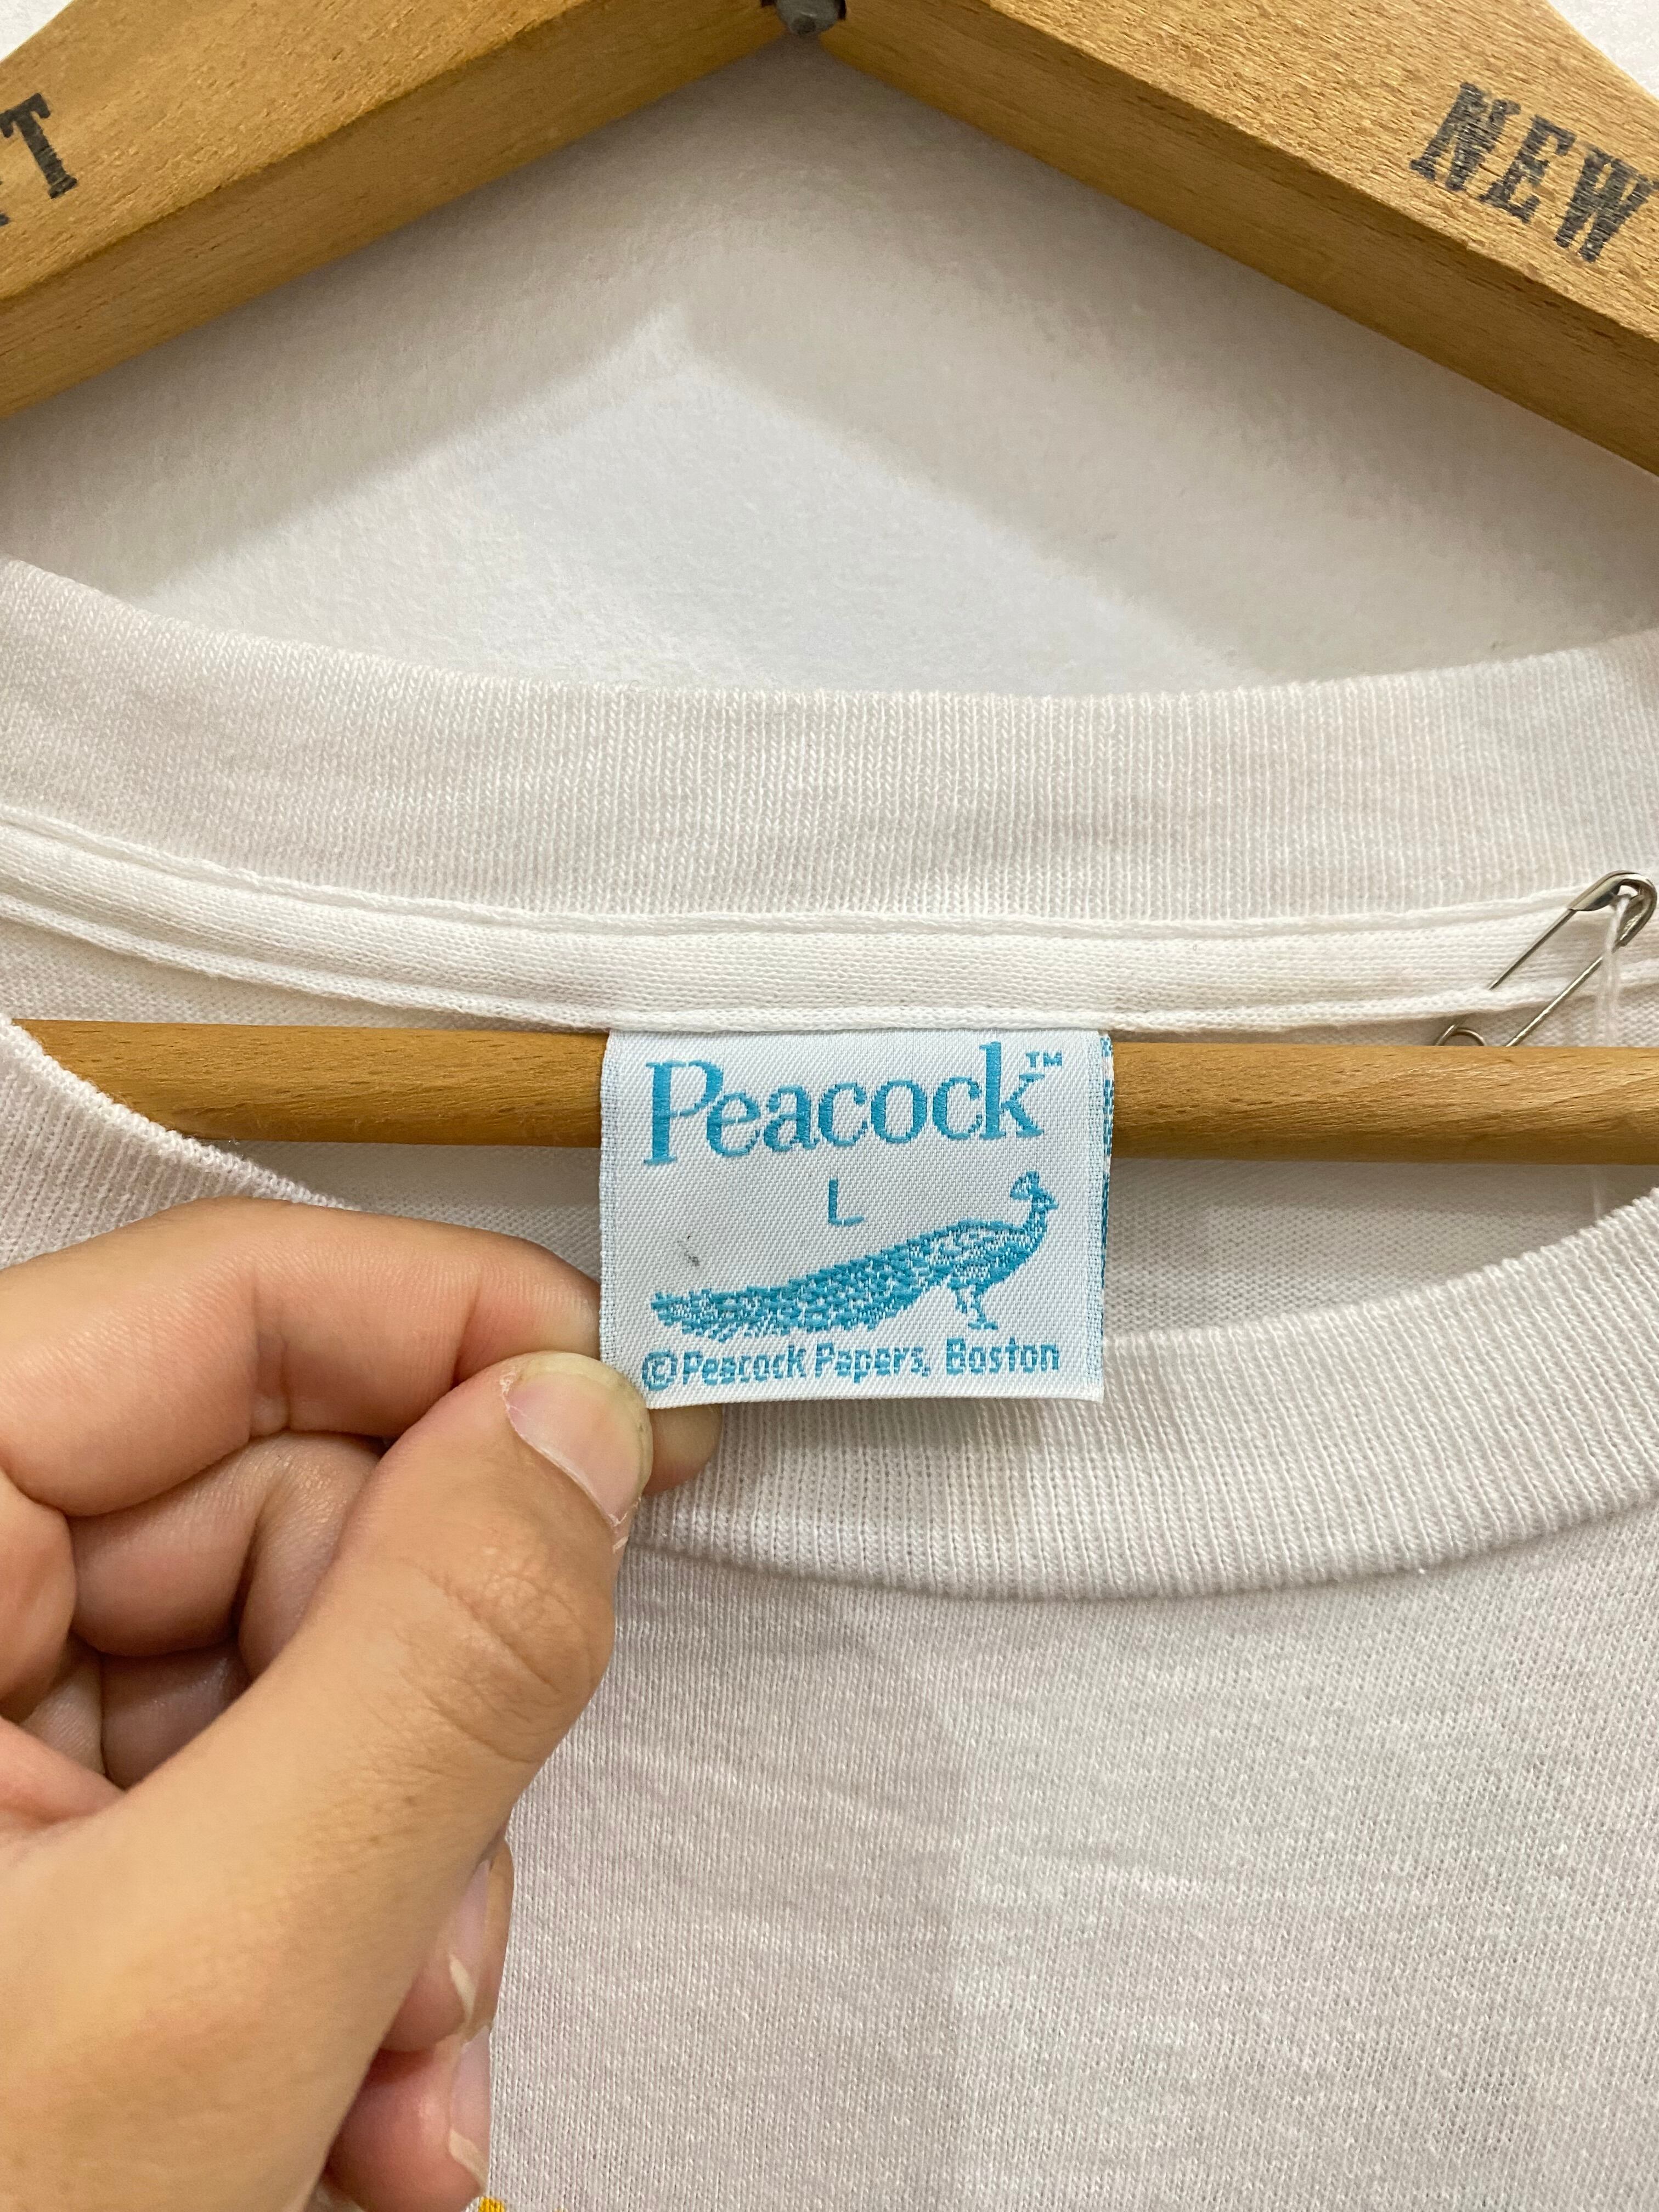 NEW
Peacock™
L
©Peacock Papers, Boston